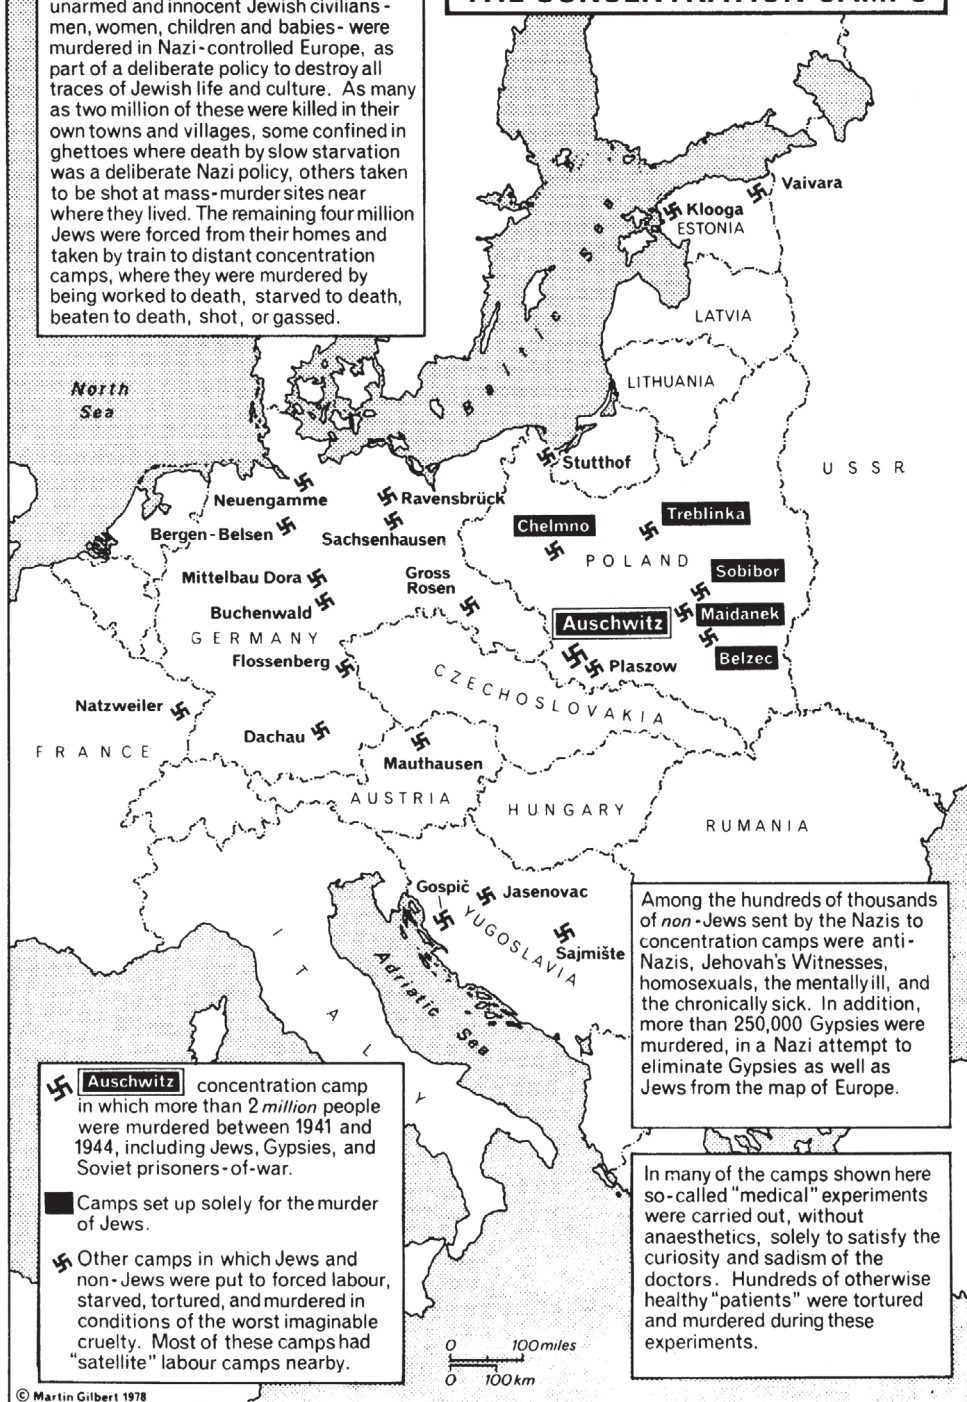 THE CONCENTRATION CAMPS
unarmed and innocent Jewish civilians -
men, women, children and babies - were
murdered in Nazi-controlled Europe, as
part of a deliberate policy to destroy all
traces of Jewish life and culture. As many
as two million of these were killed in their
own towns and villages, some confined in
ghettoes where death by slow starvation
was a deliberate Nazi policy, others taken
to be shot at mass-murder sites near
where they lived. The remaining four million
Jews were forced from their homes and
taken by train to distant concentration
camps, where they were murdered by
being worked to death, starved to death,
beaten to death, shot, or gassed.
Vaivara
Klooga
ESTONIA
LATVIA
LITHUANIA
Baltic Sea
North
Sea
USSR
Stutthof
Neuengamme
Ravensbrück
Chelmno
Treblinka
Bergen-Belsen
Sachsenhausen
POLAND
Sobibor
Mittelbau Dora
Gross
Rosen
Buchenwald
Maidanek
Auschwitz
GERMANY
Flossenberg
Plaszow
Belzec
CZECHOSLOVAKIA
Natzweiler
Dachau
FRANCE
Mauthausen
AUSTRIA
HUNGARY
RUMANIA
Gospič
Jasenovac
YUGOSLAVIA
Sajmište
ITALY
Adriatic Sea
Among the hundreds of thousands
of non-Jews sent by the Nazis to
concentration camps were anti-
Nazis, Jehovah's Witnesses,
homosexuals, the mentally ill, and
the chronically sick. In addition,
more than 250,000 Gypsies were
murdered, in a Nazi attempt to
eliminate Gypsies as well as
Jews from the map of Europe.
Auschwitz concentration camp
in which more than 2 million people
were murdered between 1941 and
1944, including Jews, Gypsies, and
Soviet prisoners-of-war.
Camps set up solely for the murder
of Jews.
Other camps in which Jews and
non-Jews were put to forced labour,
starved, tortured, and murdered in
conditions of the worst imaginable
cruelty. Most of these camps had
"satellite" labour camps nearby.
In many of the camps shown here
so-called "medical" experiments
were carried out, without
anaesthetics, solely to satisfy the
curiosity and sadism of the
doctors. Hundreds of otherwise
healthy "patients" were tortured
and murdered during these
experiments.
0 100 miles
0 100 km
© Martin Gilbert 1978